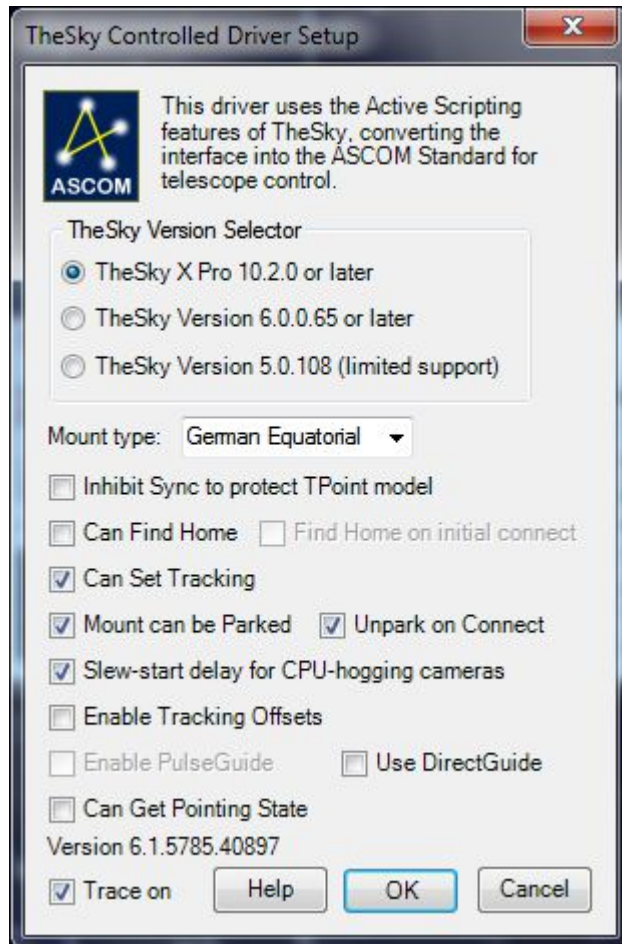 TheSky Controlled Driver Setup
ASCOM
This driver uses the Active Scripting
features of TheSky, converting the
interface into the ASCOM Standard for
telescope control.
TheSky Version Selector
TheSky X Pro 10.2.0 or later
TheSky Version 6.0.0.65 or later
TheSky Version 5.0.108 (limited support)
Mount type: German Equatorial
Inhibit Sync to protect TPoint model
Can Find Home Find Home on initial connect
Can Set Tracking
Mount can be Parked Unpark on Connect
Slew-start delay for CPU-hogging cameras
Enable Tracking Offsets
Enable PulseGuide Use DirectGuide
Can Get Pointing State
Version 6.1.5785.40897
Trace on Help OK Cancel